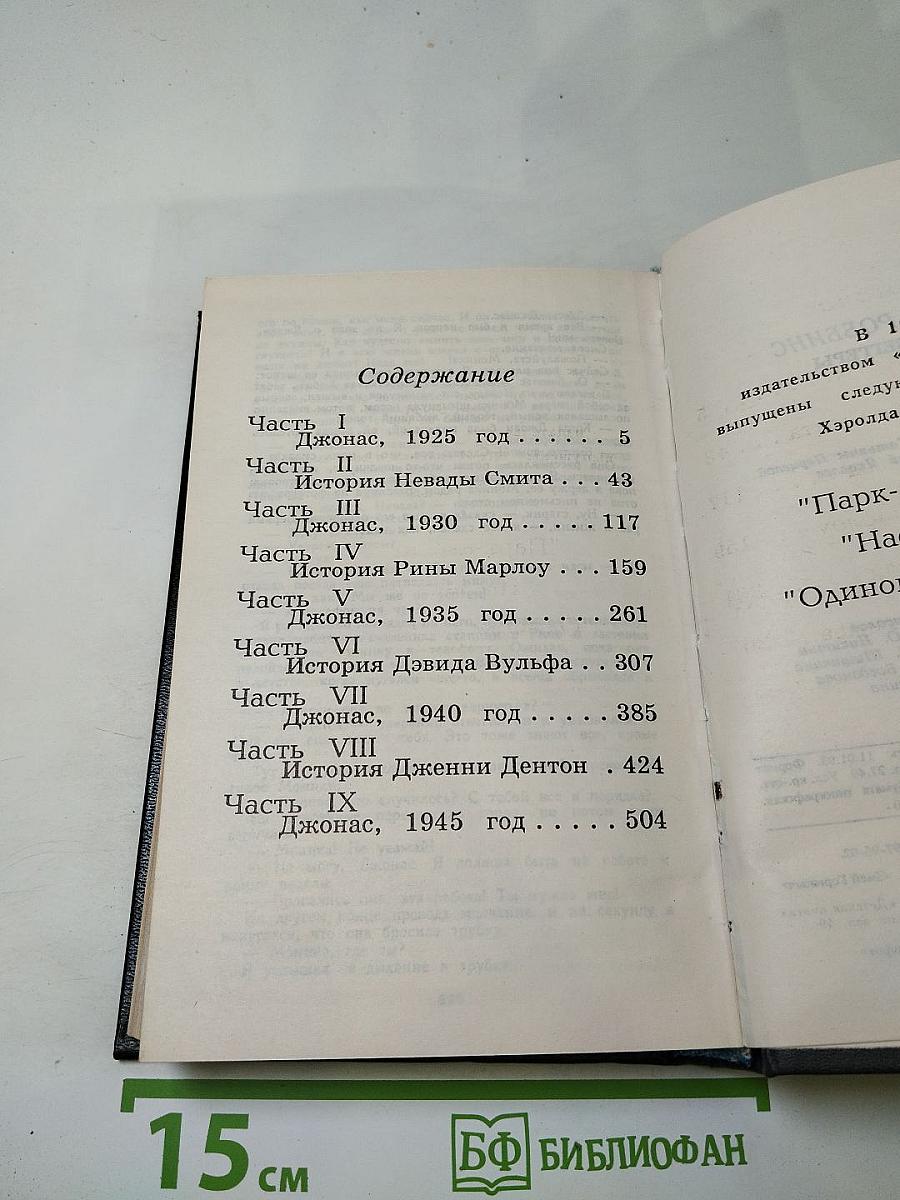 Содержание
Часть I
Джонас, 1925 год . . . . . . 5
Часть II
История Невады Смита . . . 43
Часть III
Джонас, 1930 год . . . . . 117
Часть IV
История Рины Марлоу . . . 159
Часть V
Джонас, 1935 год . . . . . 261
Часть VI
История Дэвида Вульфа . . 307
Часть VII
Джонас, 1940 год . . . . . 385
Часть VIII
История Дженни Дентон . 424
Часть IX
Джонас, 1945 год . . . . . 504
В
издательством «
выпущены следую
Хэролда
"Парк-
"На
"Одино
15 см
БФ БИБЛИОФАН